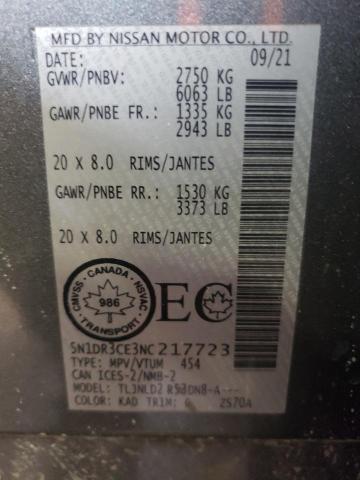 MFD BY NISSAN MOTOR CO., LTD.
DATE: 09/21
GVWR/PNBV: 2750 KG
6063 LB
GAWR/PNBE FR.: 1335 KG
2943 LB
20 X 8.0 RIMS/JANTES
GAWR/PNBE RR.: 1530 KG
3373 LB
20 X 8.0 RIMS/JANTES
CANADA
CMVSS NSVAC
986
EC
5N1DR3CE3NC217723
TYPE: MPV/VTUM 454
CAN ICES-2/NMB-2
MODEL:
COLOR: KAD TRIM: G 2S70A